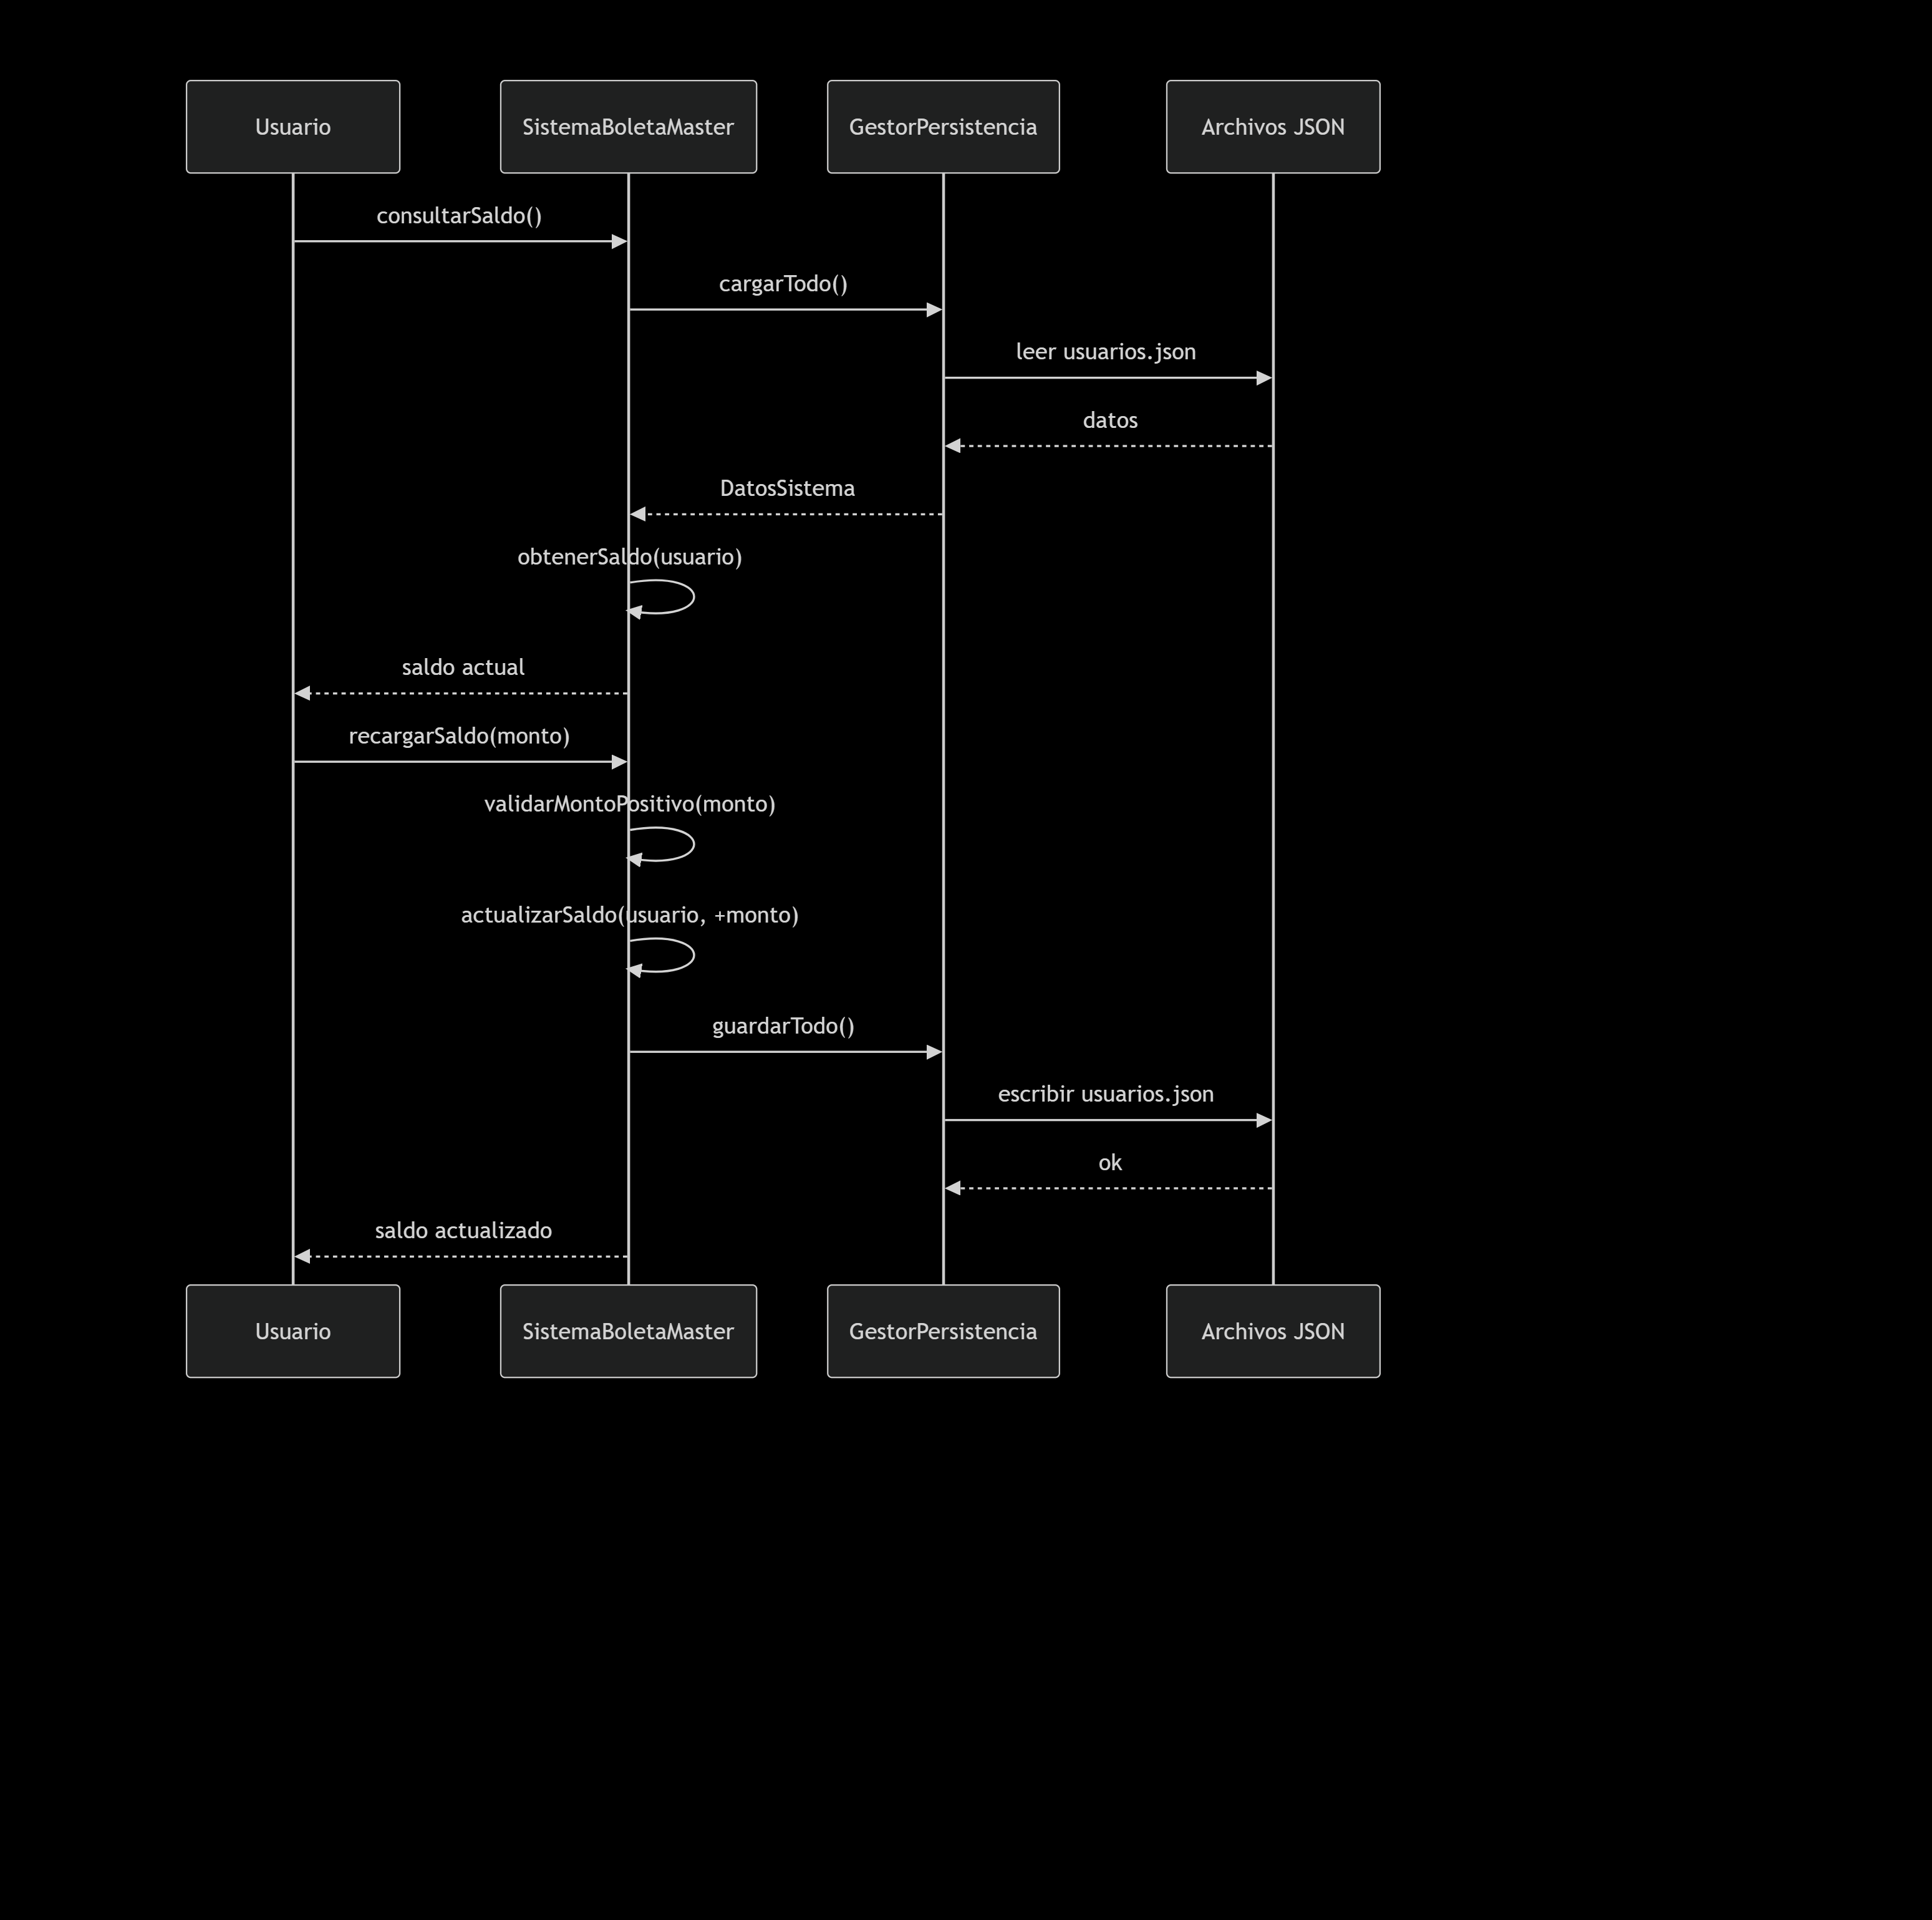 Usuario
SistemaBoletaMaster
GestorPersistencia
Archivos JSON
consultarSaldo()
cargarTodo()
leer usuarios.json
datos
DatosSistema
obtenerSaldo(usuario)
saldo actual
recargarSaldo(monto)
validarMontoPositivo(monto)
actualizarSaldo(usuario, +monto)
guardarTodo()
escribir usuarios.json
ok
saldo actualizado
Usuario
SistemaBoletaMaster
GestorPersistencia
Archivos JSON